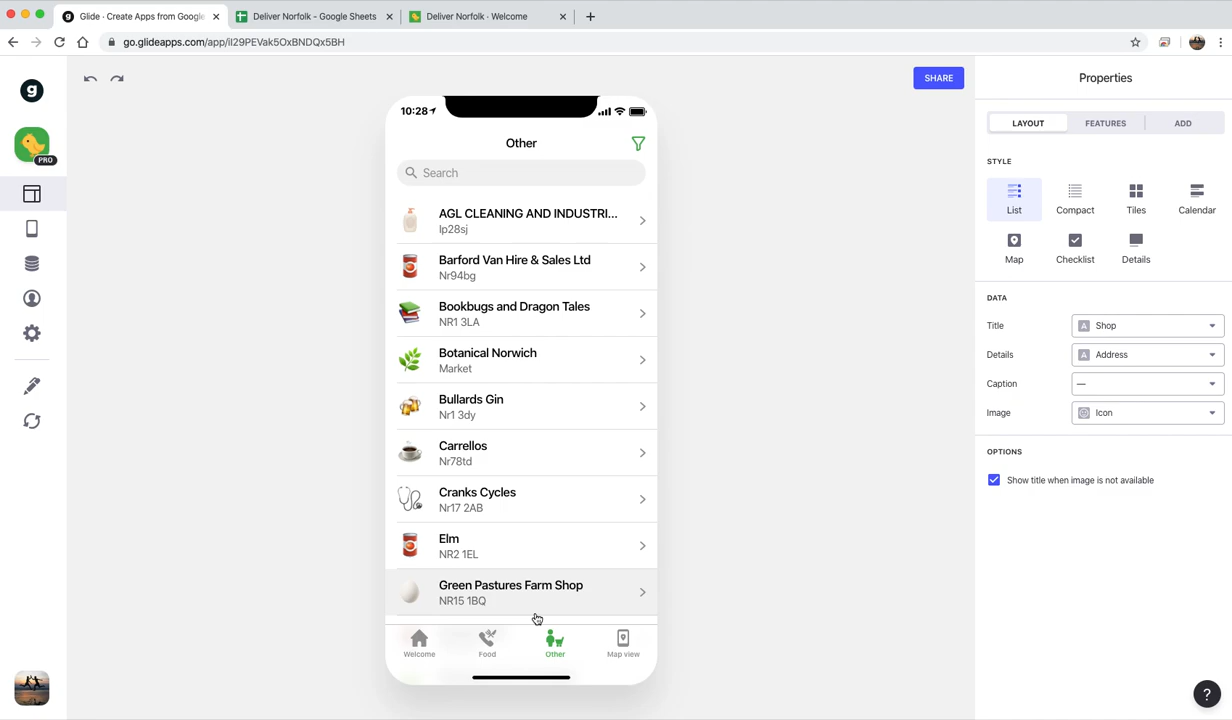 Glide · Create Apps from Google
Deliver Norfolk - Google Sheets
Deliver Norfolk · Welcome
go.glideapps.com/app/iI29PEVak5OxBNDQx5BH
g
PRO
SHARE
10:28
Other
Search
AGL CLEANING AND INDUSTRI...
Ip28sj
Barford Van Hire & Sales Ltd
Nr94bg
Bookbugs and Dragon Tales
NR1 3LA
Botanical Norwich
Market
Bullards Gin
Nr1 3dy
Carrellos
Nr78td
Cranks Cycles
Nr17 2AB
Elm
NR2 1EL
Green Pastures Farm Shop
NR15 1BQ
Welcome
Food
Other
Map view
Properties
LAYOUT
FEATURES
ADD
STYLE
List
Compact
Tiles
Calendar
Map
Checklist
Details
DATA
Title
A Shop
Details
A Address
Caption
—
Image
Icon
OPTIONS
Show title when image is not available
?